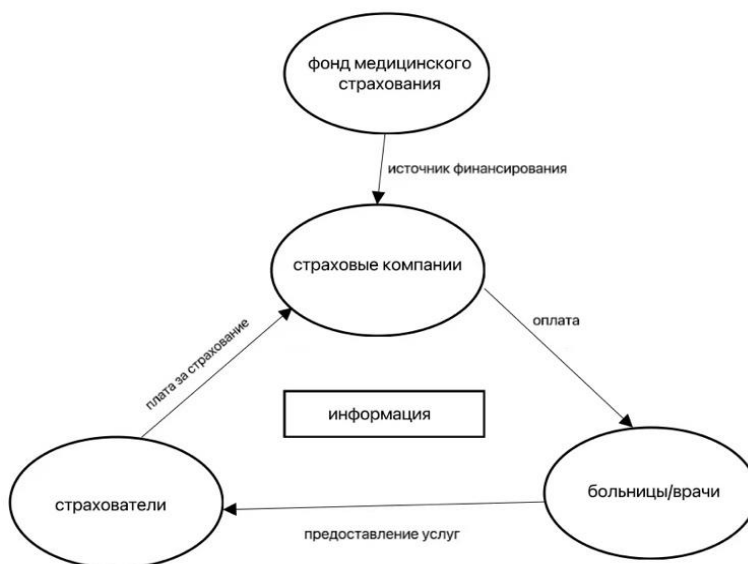 фонд медицинского
страхования
источник финансирования
страховые компании
оплата
плата за страхование
информация
страхователи
больницы/врачи
предоставление услуг